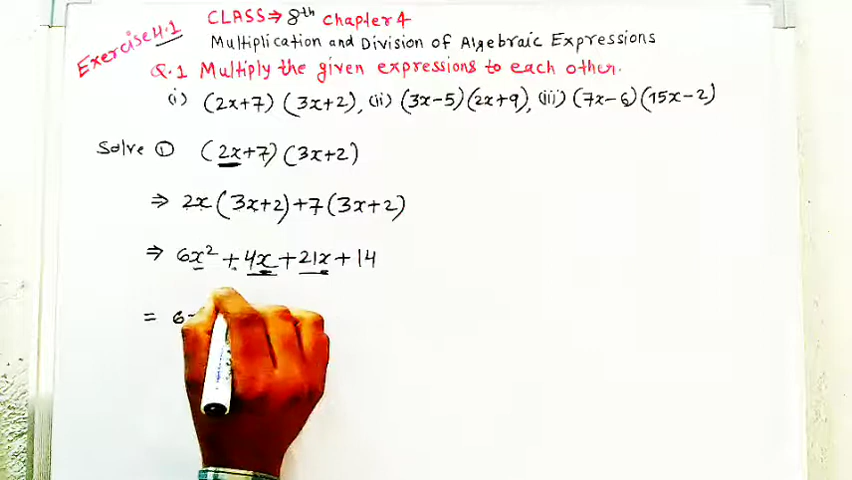 Exercise 4.1
CLASS⇒ 8th Chapter 4
Multiplication and Division of Algebraic Expressions
Q.1 Multiply the given expressions to each other.
(i) (2x+7) (3x+2), (ii) (3x-5)(2x+9), (iii) (7x-6)(15x-2)
Solve ① (2x+7)(3x+2)
⇒ 2x(3x+2)+7(3x+2)
⇒ 6x²+4x+21x+14
= 6